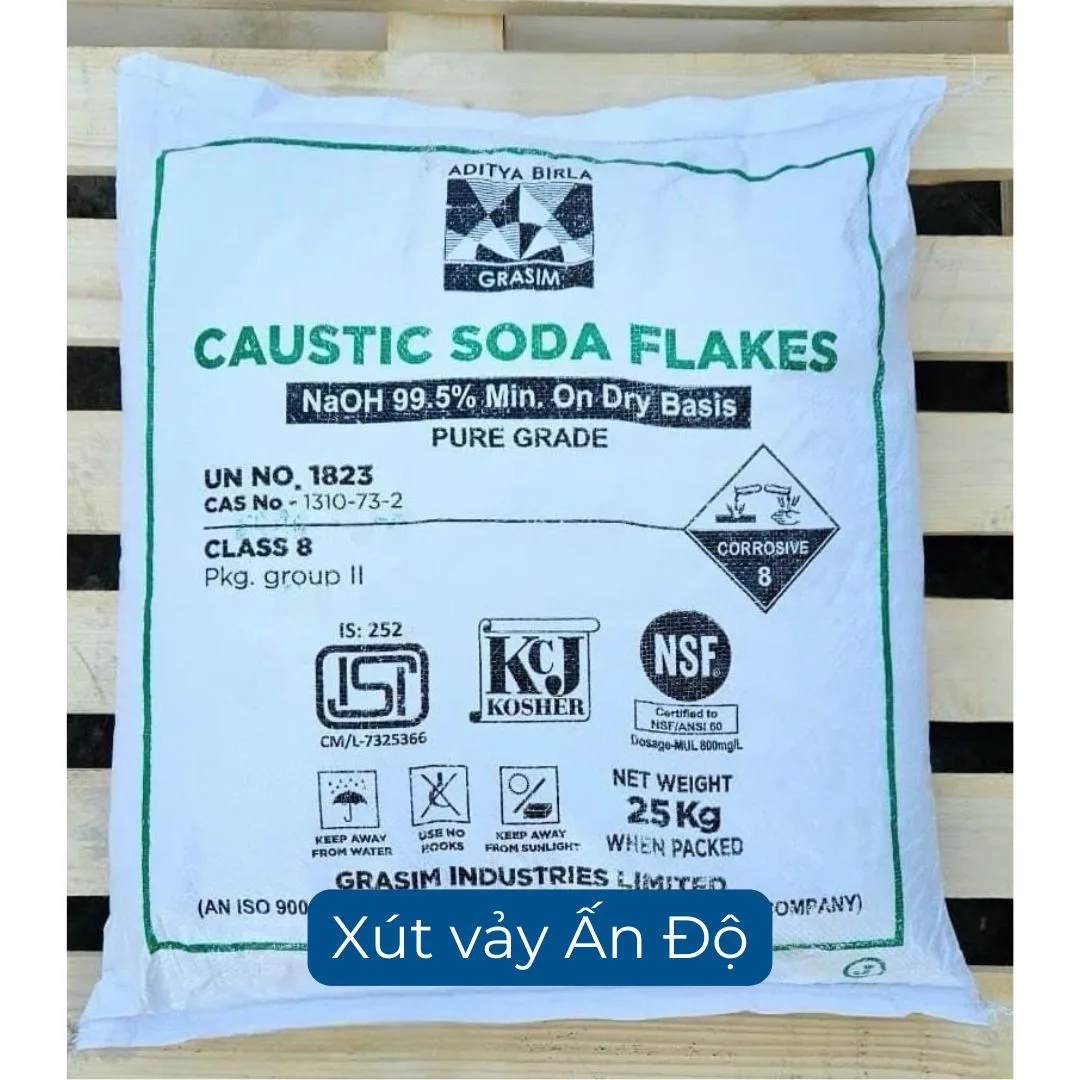 ADITYA BIRLA
GRASIM
CAUSTIC SODA FLAKES
NaOH 99.5% Min. On Dry Basis
PURE GRADE
UN NO. 1823
CAS No - 1310-73-2
CLASS 8
Pkg. group II
CORROSIVE
8
IS: 252
ISI
CM/L-7325366
KCJ
KOSHER
NSF®
Certified to
NSF/ANSI 60
Dosage-MUL 800mg/L
KEEP AWAY
FROM WATER
USE NO
HOOKS
KEEP AWAY
FROM SUNLIGHT
NET WEIGHT
25Kg
WHEN PACKED
GRASIM INDUSTRIES LIMITED
(AN ISO 900 OMPANY)
Xút vảy Ấn Độ
J